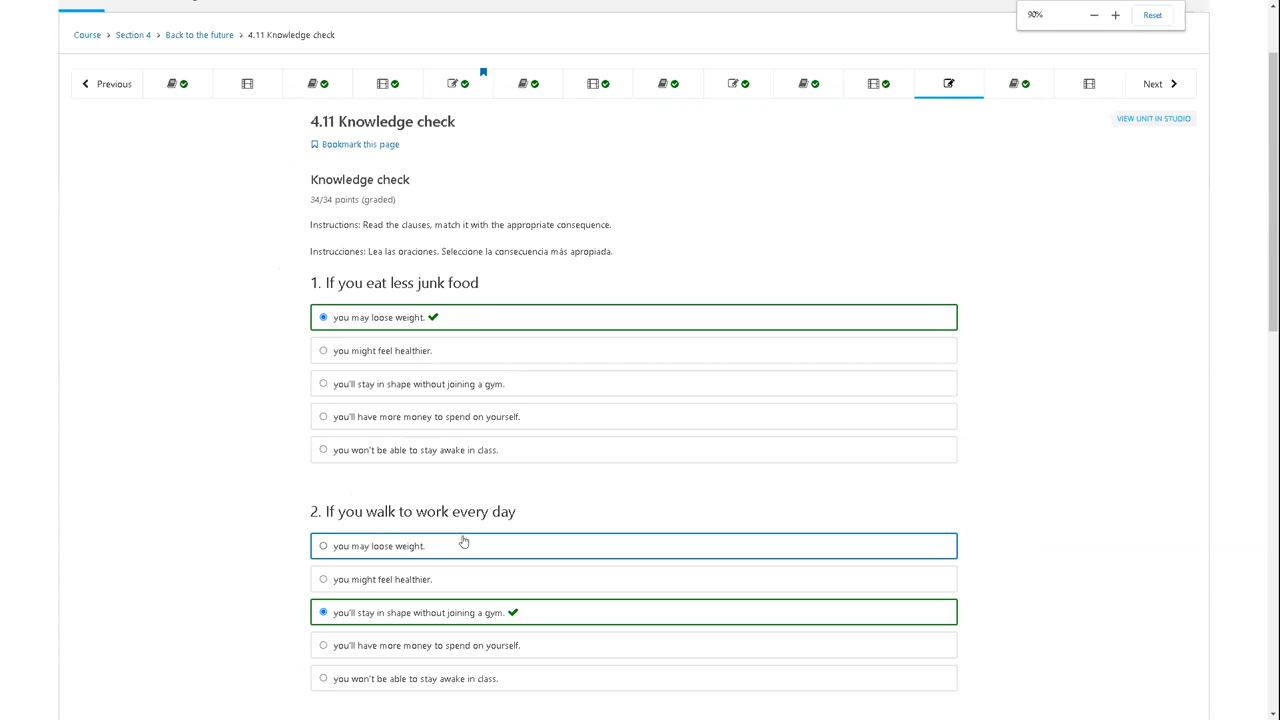 90%
Reset
Course > Section 4 > Back to the future > 4.11 Knowledge check
Previous
Next
4.11 Knowledge check
VIEW UNIT IN STUDIO
Bookmark this page
Knowledge check
34/34 points (graded)
Instructions: Read the clauses, match it with the appropriate consequence.
Instrucciones: Lea las oraciones. Seleccione la consecuencia más apropiada.
1. If you eat less junk food
you may loose weight.
you might feel healthier.
you'll stay in shape without joining a gym.
you'll have more money to spend on yourself.
you won't be able to stay awake in class.
2. If you walk to work every day
you may loose weight.
you might feel healthier.
you'll stay in shape without joining a gym.
you'll have more money to spend on yourself.
you won't be able to stay awake in class.